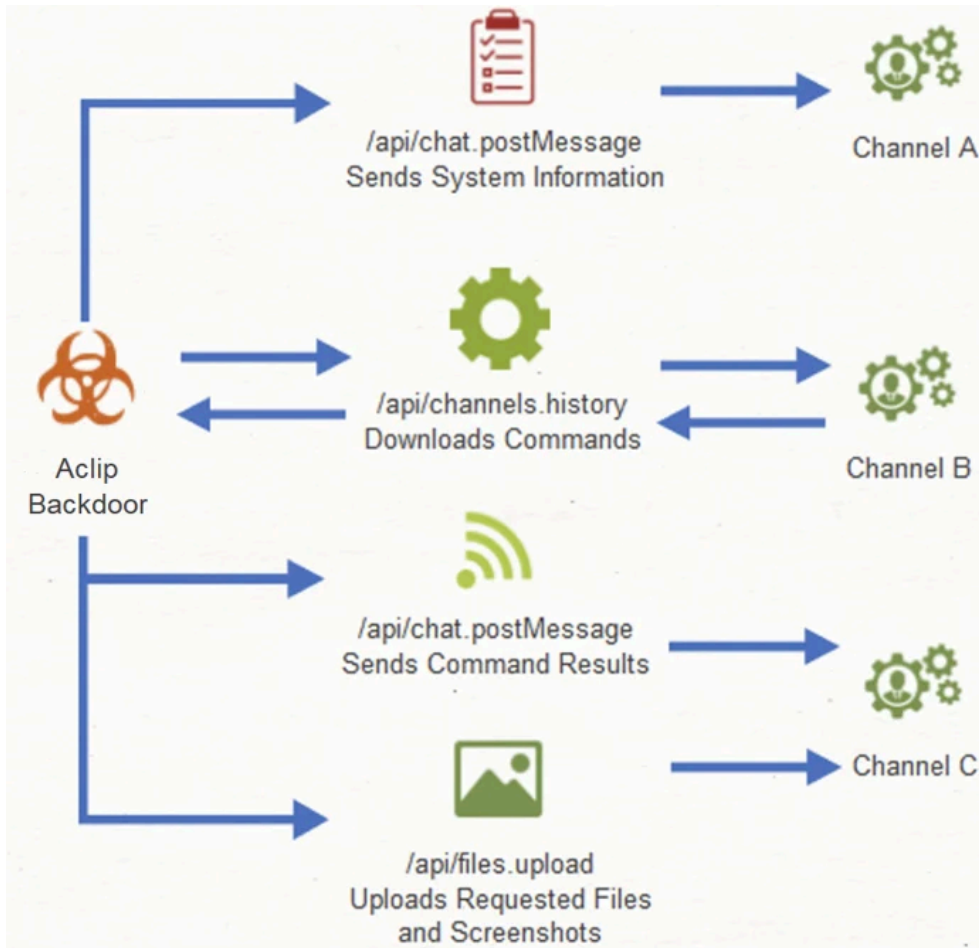 /api/chat.postMessage
Sends System Information
Channel A
/api/channels.history
Downloads Commands
Aclip
Backdoor
Channel B
/api/chat.postMessage
Sends Command Results
Channel C
/api/files.upload
Uploads Requested Files
and Screenshots